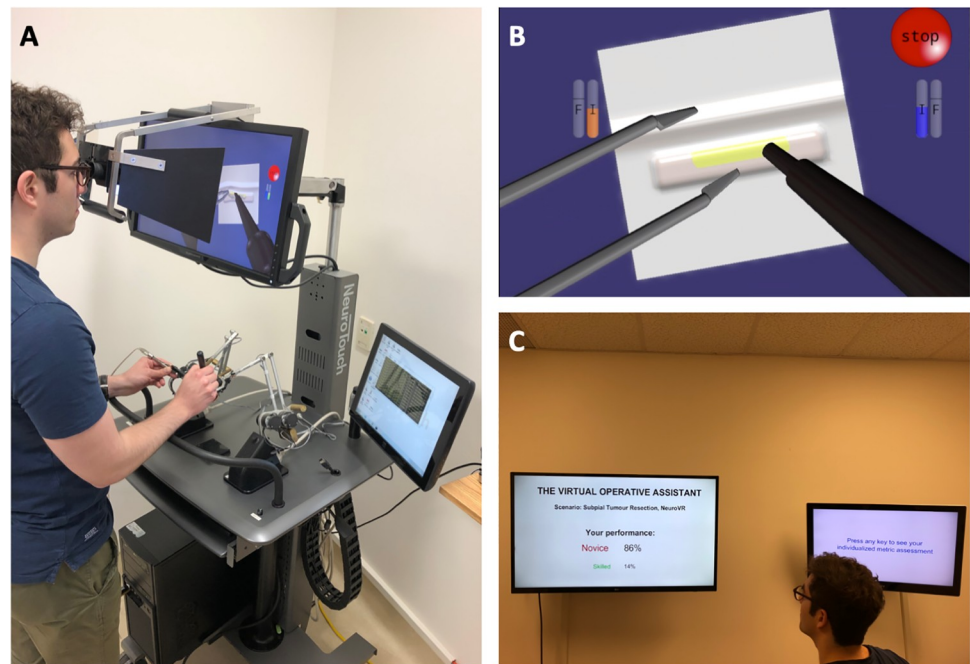 A
NeuroTouch
B
stop
F I
I F
C
THE VIRTUAL OPERATIVE ASSISTANT
Scenario: Subpial Tumour Resection, NeuroVR
Your performance:
Novice 86%
Skilled 14%
Press any key to see your
individualized metric assessment